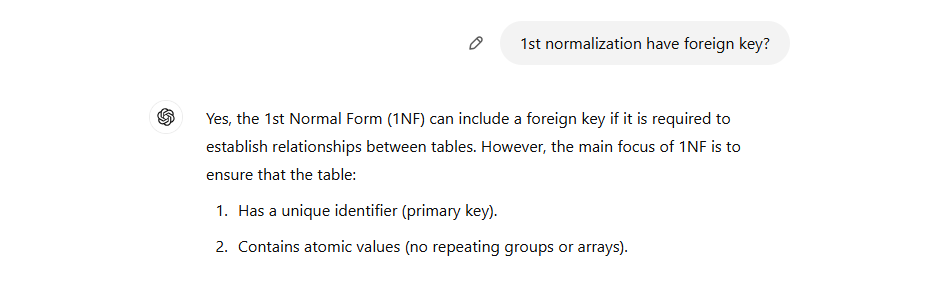 1st normalization have foreign key?
Yes, the 1st Normal Form (1NF) can include a foreign key if it is required to
establish relationships between tables. However, the main focus of 1NF is to
ensure that the table:
1. Has a unique identifier (primary key).
2. Contains atomic values (no repeating groups or arrays).